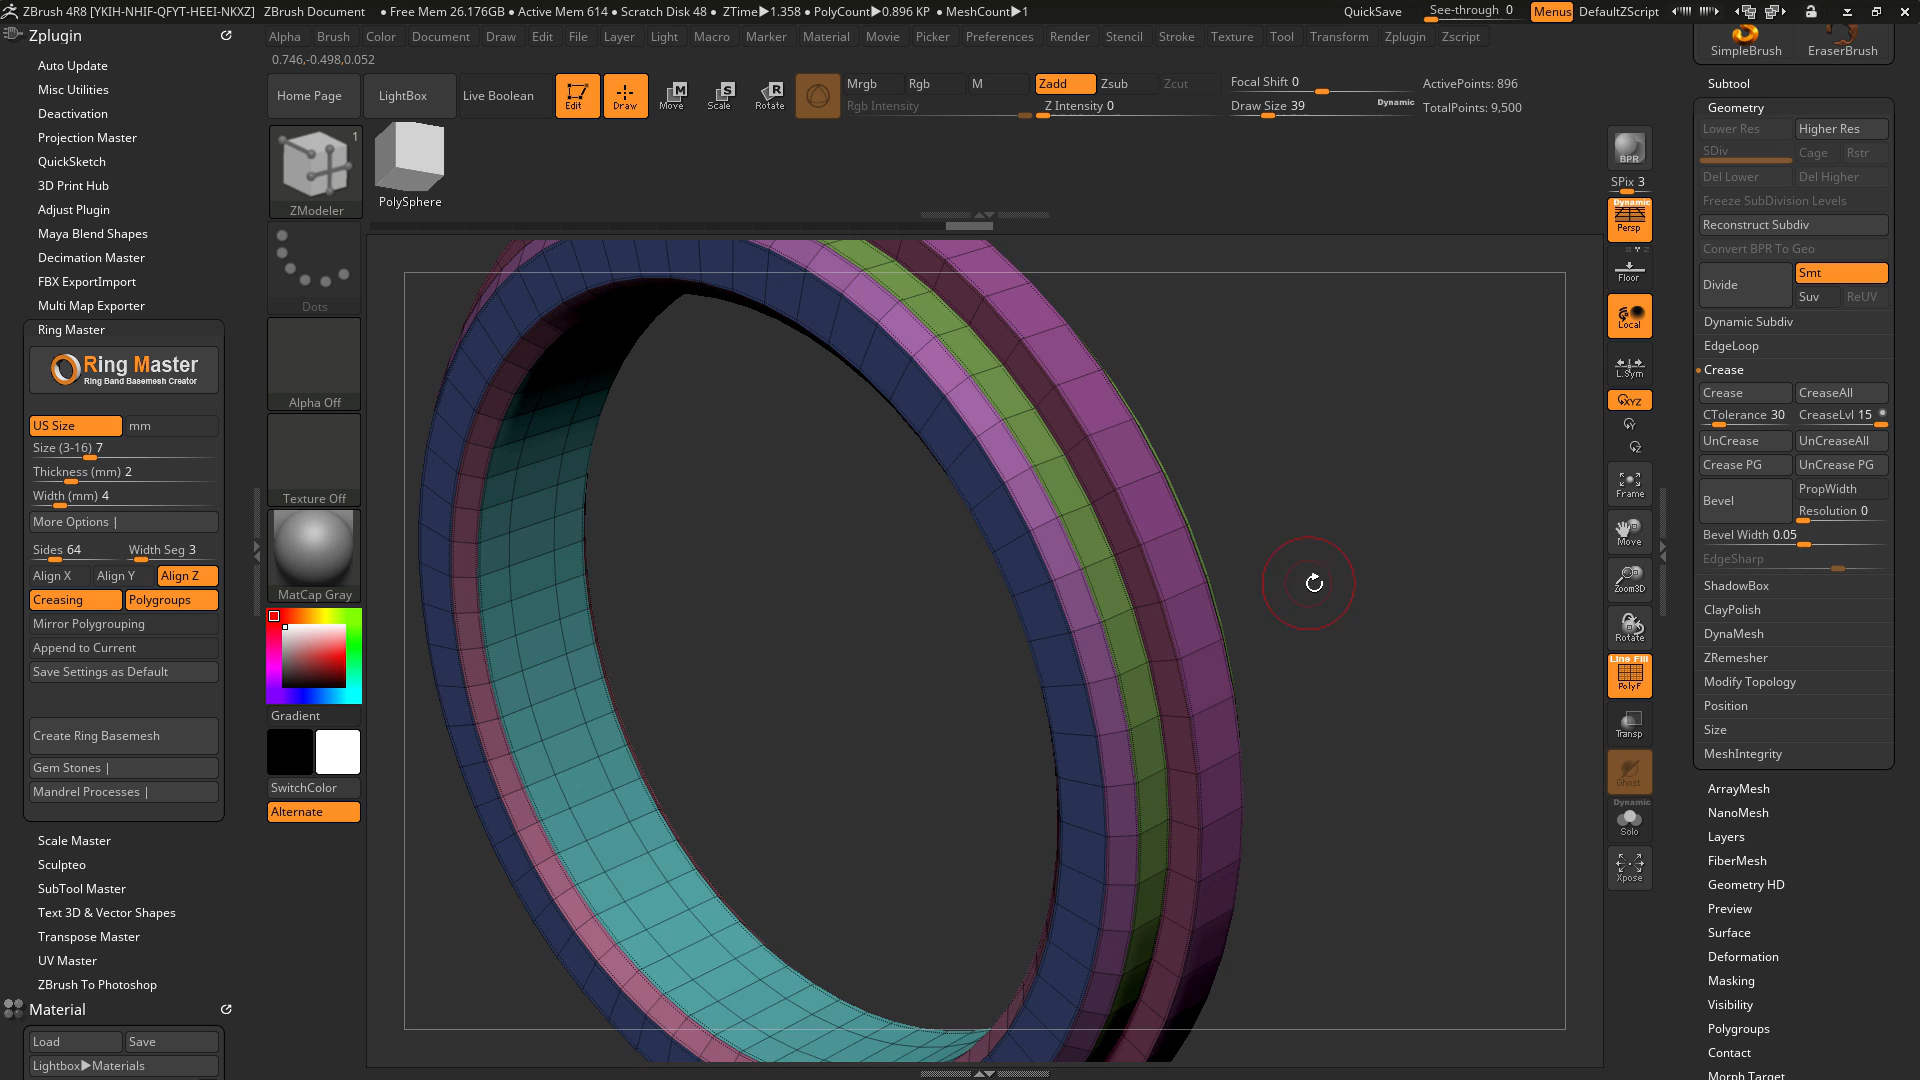 ZBrush 4R8 [YKIH-NHIF-QFYT-HEEI-NKXZ] ZBrush Document • Free Mem 26.176GB • Active Mem 614 • Scratch Disk 48 • ZTime▶1.358 • PolyCount▶0.896 KP • MeshCount▶1 QuickSave See-through 0 Menus DefaultZScript
Zplugin
Alpha Brush Color Document Draw Edit File Layer Light Macro Marker Material Movie Picker Preferences Render Stencil Stroke Texture Tool Transform Zplugin Zscript
0.746,-0.498,0.052
Home Page LightBox Live Boolean Edit Draw Move Scale Rotate
Mrgb Rgb M Zadd Zsub Zcut Focal Shift 0 ActivePoints: 896
Rgb Intensity Z Intensity 0 Draw Size 39 Dynamic TotalPoints: 9,500
Auto Update
Misc Utilities
Deactivation
Projection Master
QuickSketch
3D Print Hub
Adjust Plugin
Maya Blend Shapes
Decimation Master
FBX ExportImport
Multi Map Exporter
Ring Master
Ring Master
Ring Band Basemesh Creator
US Size mm
Size (3-16) 7
Thickness (mm) 2
Width (mm) 4
More Options |
Sides 64 Width Seg 3
Align X Align Y Align Z
Creasing Polygroups
Mirror Polygrouping
Append to Current
Save Settings as Default
Create Ring Basemesh
Gem Stones |
Mandrel Processes |
Scale Master
Sculpteo
SubTool Master
Text 3D & Vector Shapes
Transpose Master
UV Master
ZBrush To Photoshop
Material
Load Save
Lightbox▶Materials
1
ZModeler
PolySphere
Dots
Alpha Off
Texture Off
MatCap Gray
Gradient
SwitchColor
Alternate
BPR
SPix 3
Dynamic
Persp
Floor
Local
L.Sym
XYZ
Y
Z
Frame
Move
Zoom3D
Rotate
Line Fill
PolyF
Transp
Ghost
Dynamic
Solo
Xpose
SimpleBrush EraserBrush
Subtool
Geometry
Lower Res Higher Res
SDiv Cage Rstr
Del Lower Del Higher
Freeze SubDivision Levels
Reconstruct Subdiv
Convert BPR To Geo
Divide Smt
Suv ReUV
Dynamic Subdiv
EdgeLoop
Crease
Crease CreaseAll
CTolerance 30 CreaseLvl 15
UnCrease UnCreaseAll
Crease PG UnCrease PG
Bevel PropWidth
Resolution 0
Bevel Width 0.05
EdgeSharp
ShadowBox
ClayPolish
DynaMesh
ZRemesher
Modify Topology
Position
Size
MeshIntegrity
ArrayMesh
NanoMesh
Layers
FiberMesh
Geometry HD
Preview
Surface
Deformation
Masking
Visibility
Polygroups
Contact
Morph Target